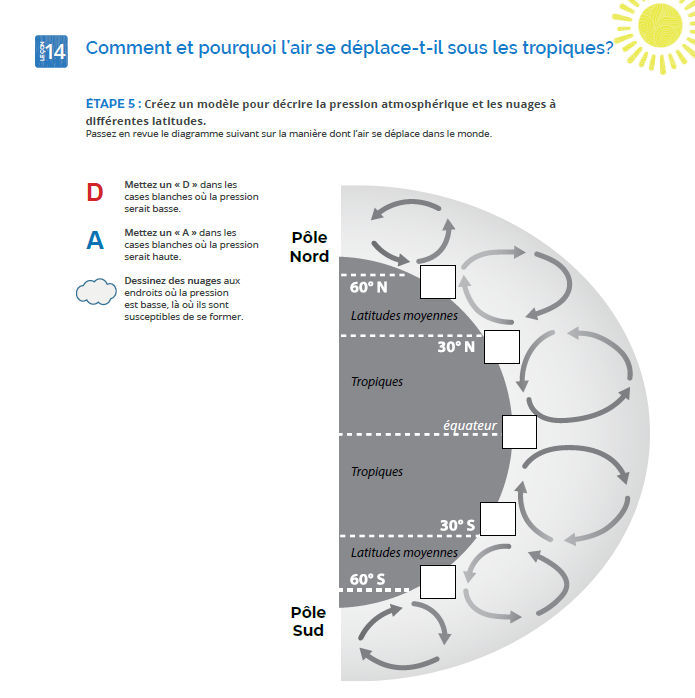 LEÇON
14
Comment et pourquoi l'air se déplace-t-il sous les tropiques?
ÉTAPE 5 : Créez un modèle pour décrire la pression atmosphérique et les nuages à
différentes latitudes.
Passez en revue le diagramme suivant sur la manière dont l'air se déplace dans le monde.
D
Mettez un « D » dans les
cases blanches où la pression
serait basse.
A
Mettez un « A » dans les
cases blanches où la pression
serait haute.
Dessinez des nuages aux
endroits où la pression
est basse, là où ils sont
susceptibles de se former.
Pôle
Nord
60° N
Latitudes moyennes
30° N
Tropiques
équateur
Tropiques
30° S
Latitudes moyennes
60° S
Pôle
Sud